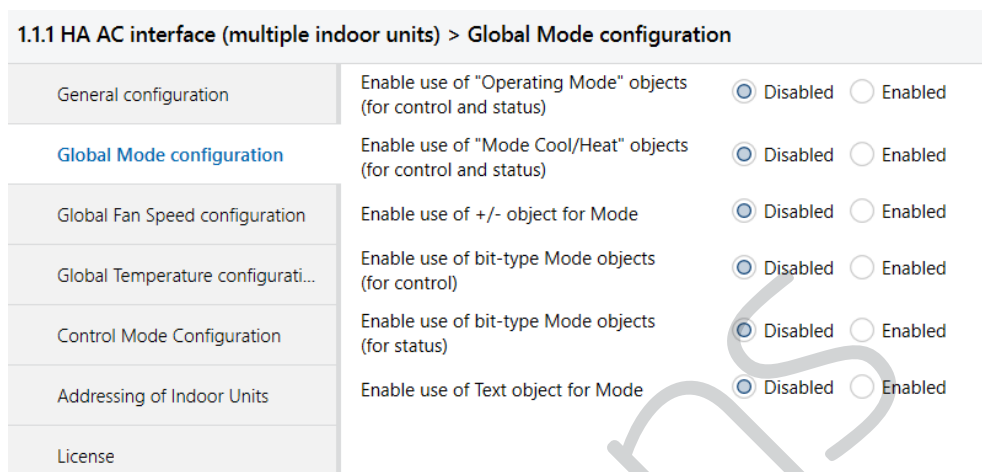 1.1.1 HA AC interface (multiple indoor units) > Global Mode configuration
General configuration
Global Mode configuration
Global Fan Speed configuration
Global Temperature configurati...
Control Mode Configuration
Addressing of Indoor Units
License
Enable use of "Operating Mode" objects
(for control and status)
Disabled Enabled
Enable use of "Mode Cool/Heat" objects
(for control and status)
Disabled Enabled
Enable use of +/- object for Mode
Disabled Enabled
Enable use of bit-type Mode objects
(for control)
Disabled Enabled
Enable use of bit-type Mode objects
(for status)
Disabled Enabled
Enable use of Text object for Mode
Disabled Enabled